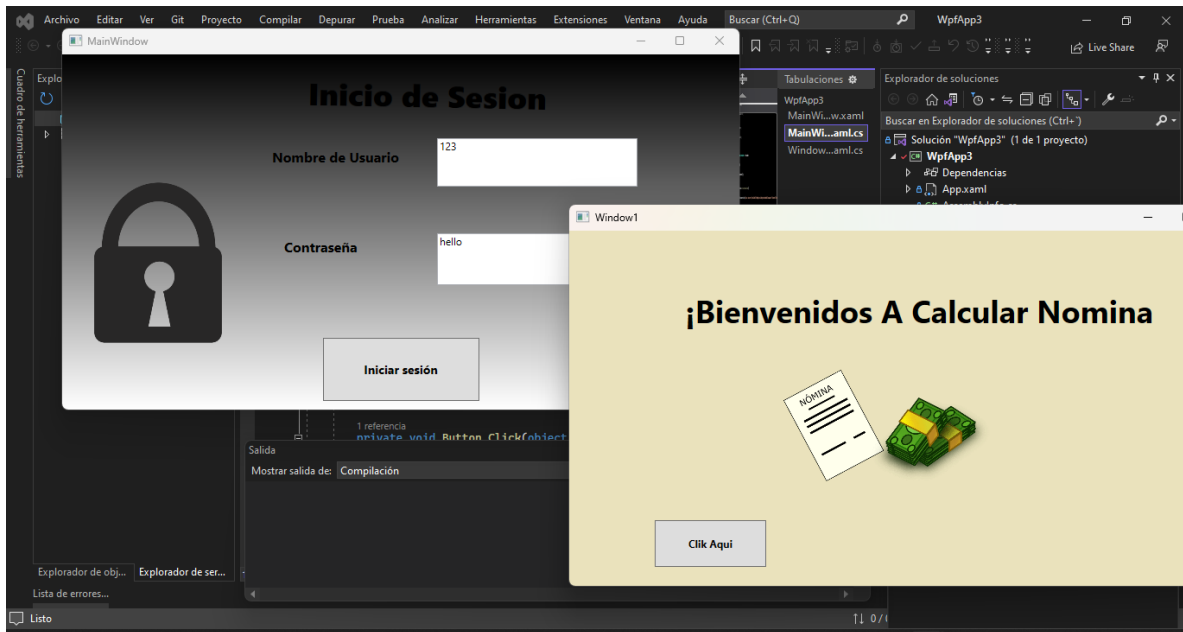 Archivo Editar Ver Git Proyecto Compilar Depurar Prueba Analizar Herramientas Extensiones Ventana Ayuda Buscar (Ctrl+Q) WpfApp3
Live Share
MainWindow
Cuadro de herramientas
Explo
Inicio de Sesion
Nombre de Usuario
123
Contraseña
hello
Iniciar sesión
Tabulaciones
WpfApp3
MainWi...w.xaml
MainWi...aml.cs
Window...aml.cs
Explorador de soluciones
Buscar en Explorador de soluciones (Ctrl+`)
Solución "WpfApp3" (1 de 1 proyecto)
WpfApp3
Dependencias
App.xaml
Window1
¡Bienvenidos A Calcular Nomina
NÓMINA
Clik Aqui
1 referencia
private void Button_Click(object
Salida
Mostrar salida de: Compilación
Explorador de obj... Explorador de ser...
Lista de errores...
Listo